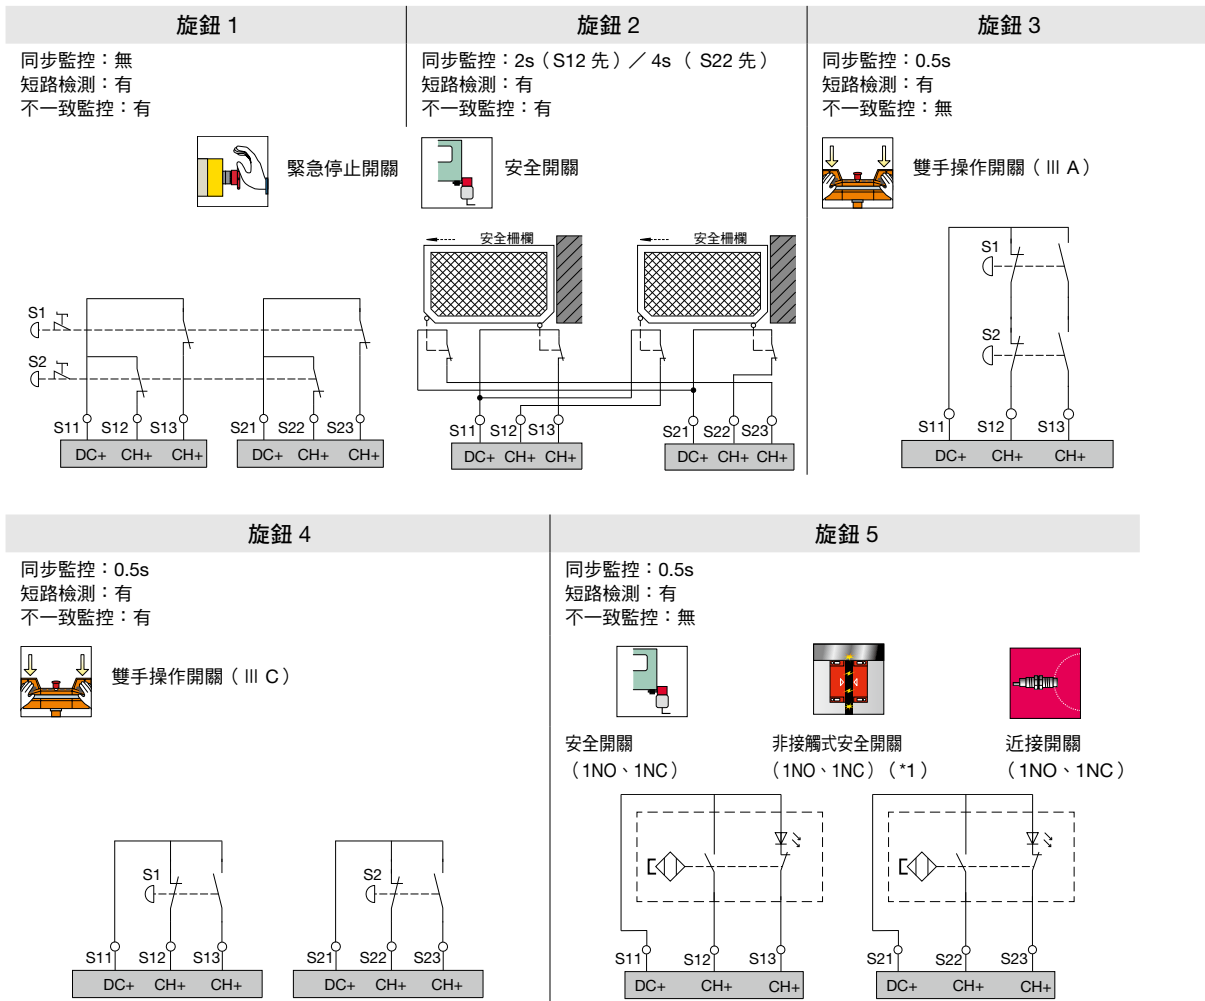 旋鈕 1
同步監控：無
短路檢測：有
不一致監控：有
緊急停止開關
S1
S2
S11 S12 S13 S21 S22 S23
DC+ CH+ CH+ DC+ CH+ CH+
旋鈕 2
同步監控：2s（S12 先）／ 4s （ S22 先）
短路檢測：有
不一致監控：有
安全開關
安全柵欄 安全柵欄
S11 S12 S13 S21 S22 S23
DC+ CH+ CH+ DC+ CH+ CH+
旋鈕 3
同步監控：0.5s
短路檢測：有
不一致監控：無
雙手操作開關（ⅢA）
S1
S2
S11 S12 S13
DC+ CH+ CH+
旋鈕 4
同步監控：0.5s
短路檢測：有
不一致監控：有
雙手操作開關（ⅢC）
S1 S2
S11 S12 S13 S21 S22 S23
DC+ CH+ CH+ DC+ CH+ CH+
旋鈕 5
同步監控：0.5s
短路檢測：有
不一致監控：無
安全開關
（1NO、1NC）
非接觸式安全開關
（1NO、1NC）（*1）
近接開關
（1NO、1NC）
S11 S12 S13 S21 S22 S23
DC+ CH+ CH+ DC+ CH+ CH+